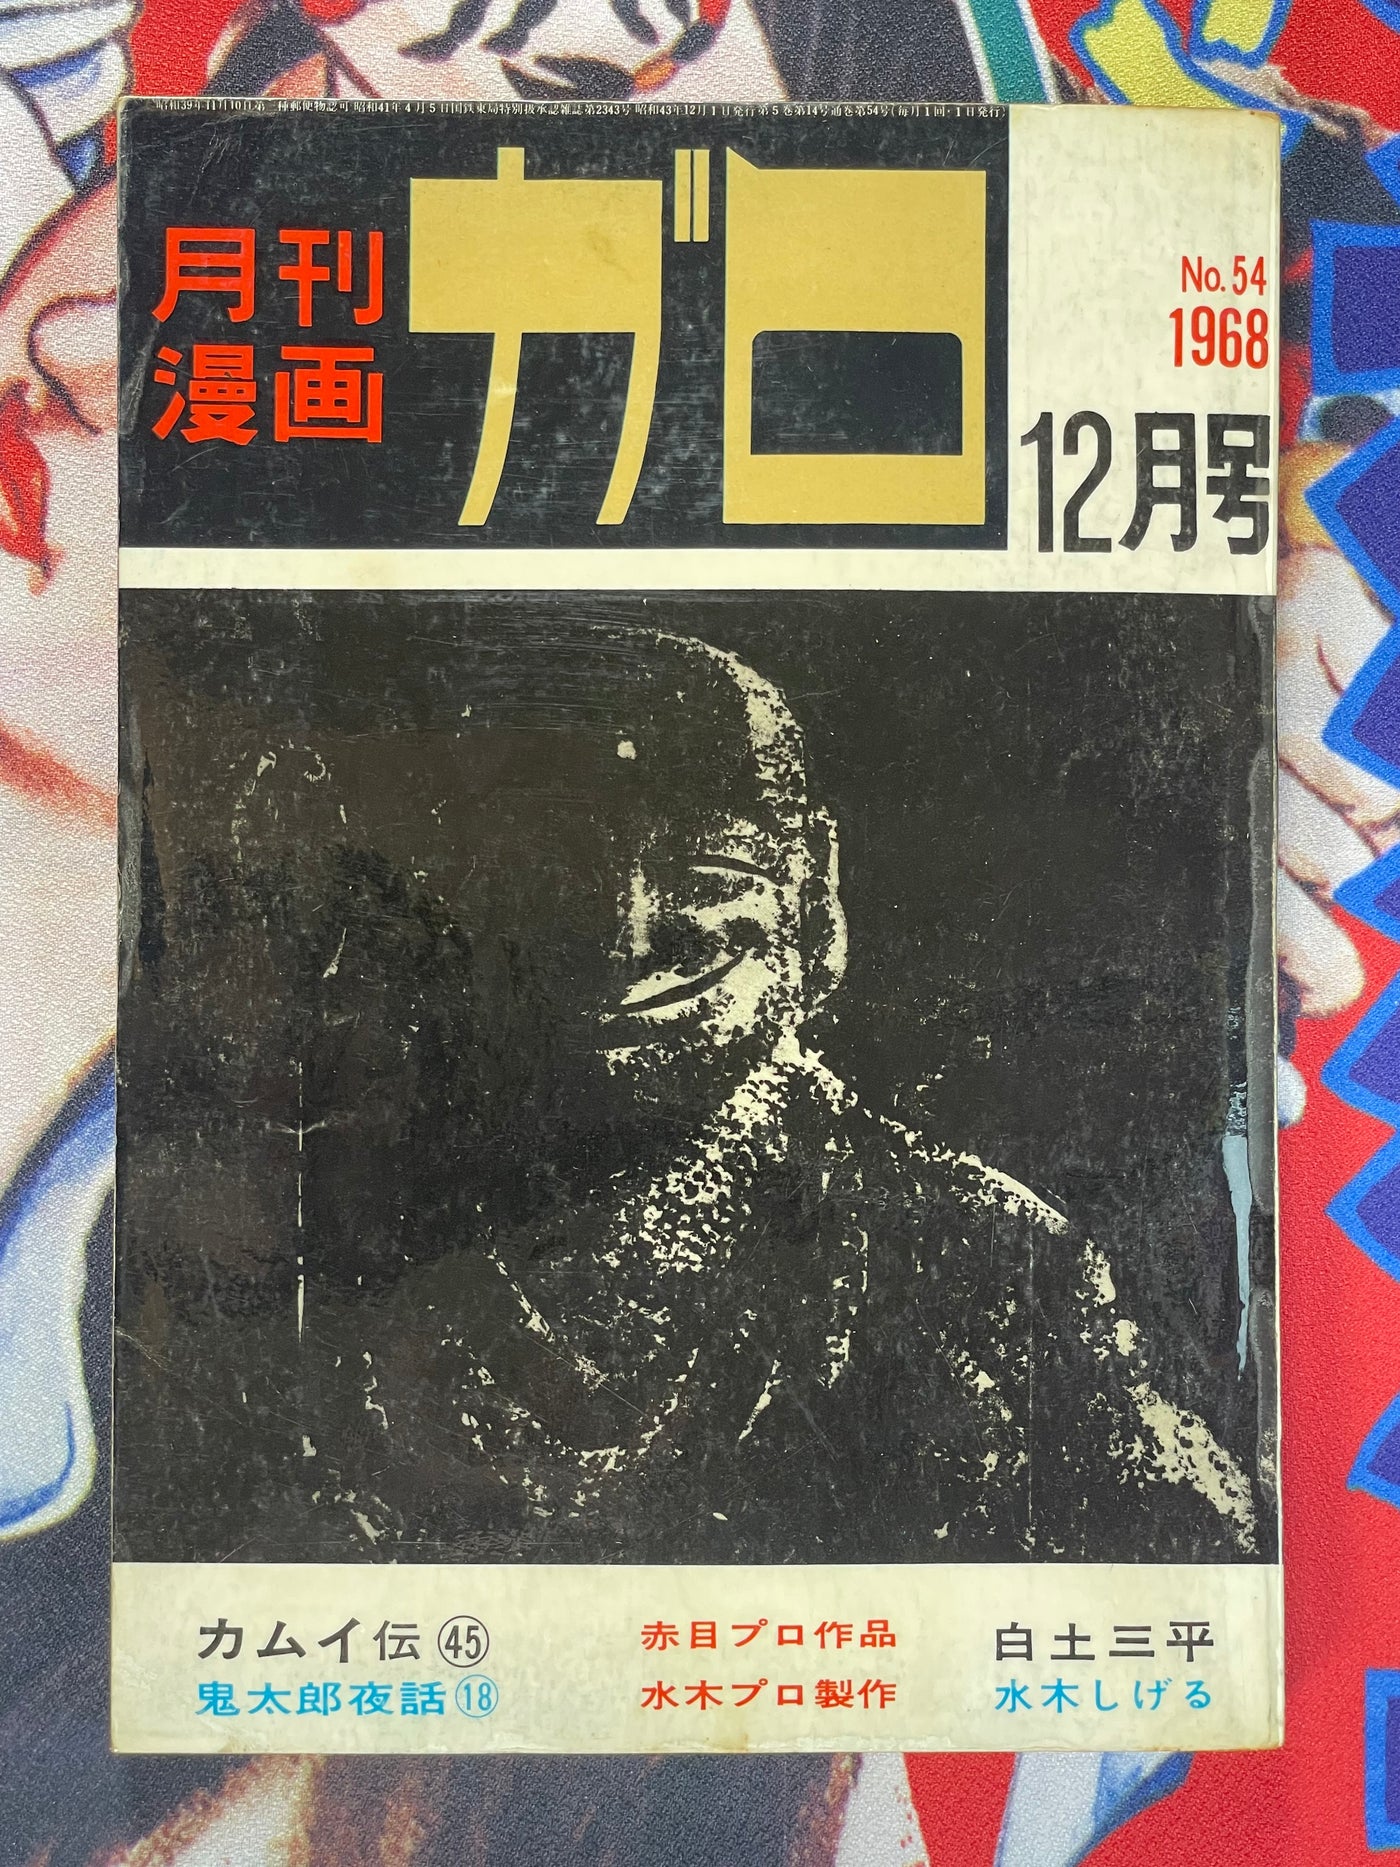 昭和39年11月10日第三種郵便物認可 昭和41年4月5日国鉄東局特別扱承認雑誌第2343号 昭和43年12月1日発行第5巻第14号通巻第54号(毎月1回・1日発行)
月刊
漫画
ガロ
No.54
1968
12月号
カムイ伝㊺ 赤目プロ作品 白土三平
鬼太郎夜話⑱ 水木プロ製作 水木しげる